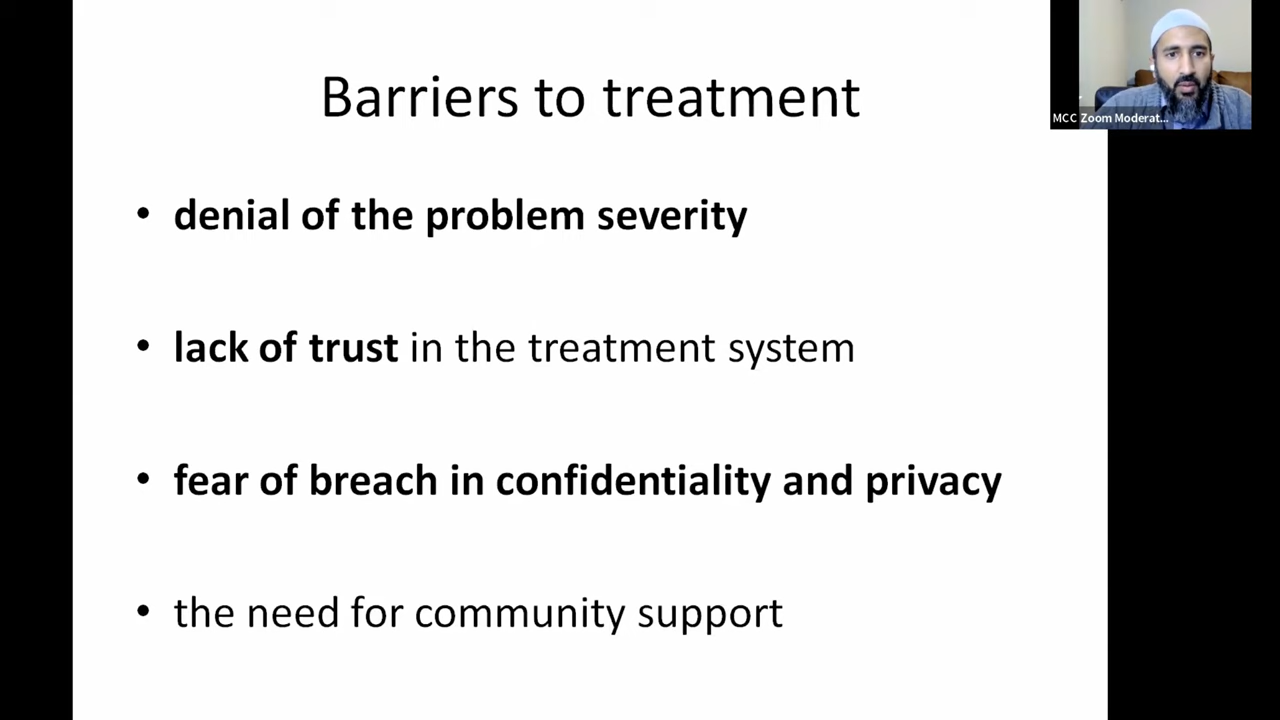 Barriers to treatment
MCC Zoom Moderat...
• denial of the problem severity
• lack of trust in the treatment system
• fear of breach in confidentiality and privacy
• the need for community support